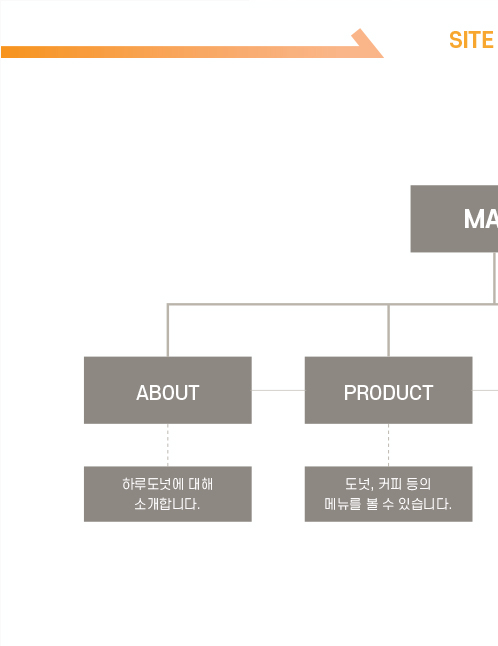 SITE
ABOUT
PRODUCT
하루도넛에 대해
소개합니다.
도넛, 커피 등의
메뉴를 볼 수 있습니다.